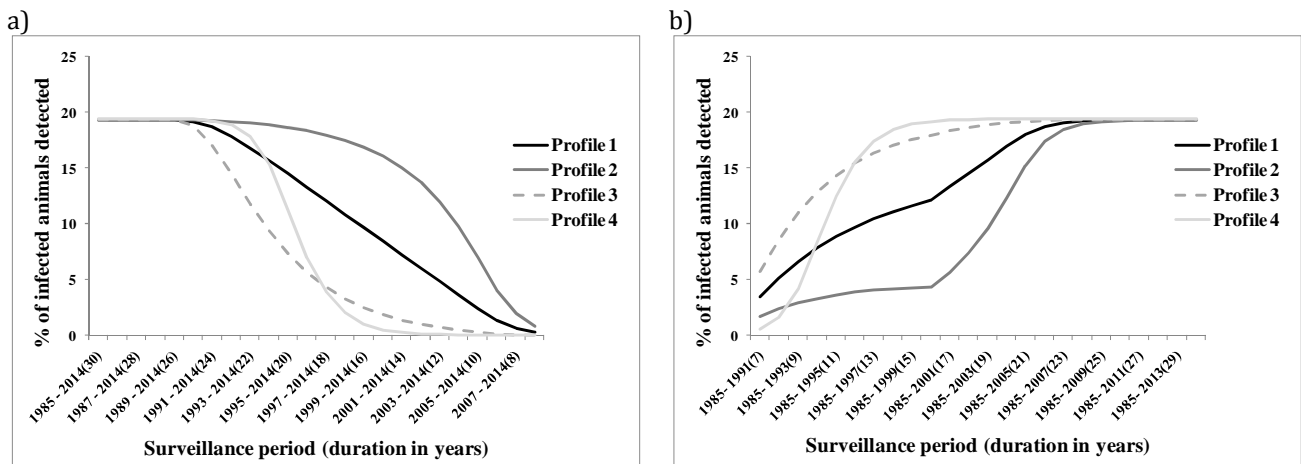 a)
% of infected animals detected
25
20
15
10
5
0
Profile 1
Profile 2
Profile 3
Profile 4
1985 - 2014(30)
1987 - 2014(28)
1989 - 2014(26)
1991 - 2014(24)
1993 - 2014(22)
1995 - 2014(20)
1997 - 2014(18)
1999 - 2014(16)
2001 - 2014(14)
2003 - 2014(12)
2005 - 2014(10)
2007 - 2014(8)
Surveillance period (duration in years)
b)
% of infected animals detected
25
20
15
10
5
0
Profile 1
Profile 2
Profile 3
Profile 4
1985- 1991(7)
1985- 1993(9)
1985- 1995(11)
1985- 1997(13)
1985- 1999(15)
1985- 2001(17)
1985- 2003(19)
1985- 2005(21)
1985- 2007(23)
1985- 2009(25)
1985- 2011(27)
1985- 2013(29)
Surveillance period (duration in years)